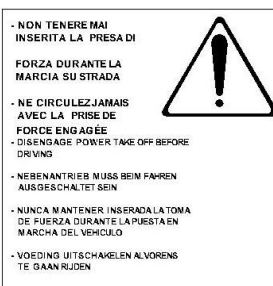 - NON TENERE MAI
INSERITA LA PRESA DI
FORZA DURANTE LA
MARCIA SU STRADA
- NE CIRCULEZ JAMAIS
AVEC LA PRISE DE
FORCE ENGAGÉE
- DISENGAGE POWER TAKE OFF BEFORE
DRIVING
- NEBENANTRIEB MUSS BEIM FAHREN
AUSGESCHALTET SEIN
- NUNCA MANTENER INSERADA LA TOMA
DE FUERZA DURANTE LA PUESTA EN
MARCHA DEL VEHICULO
- VOEDING UITSCHAKELEN ALVORENS
TE GAAN RIJDEN